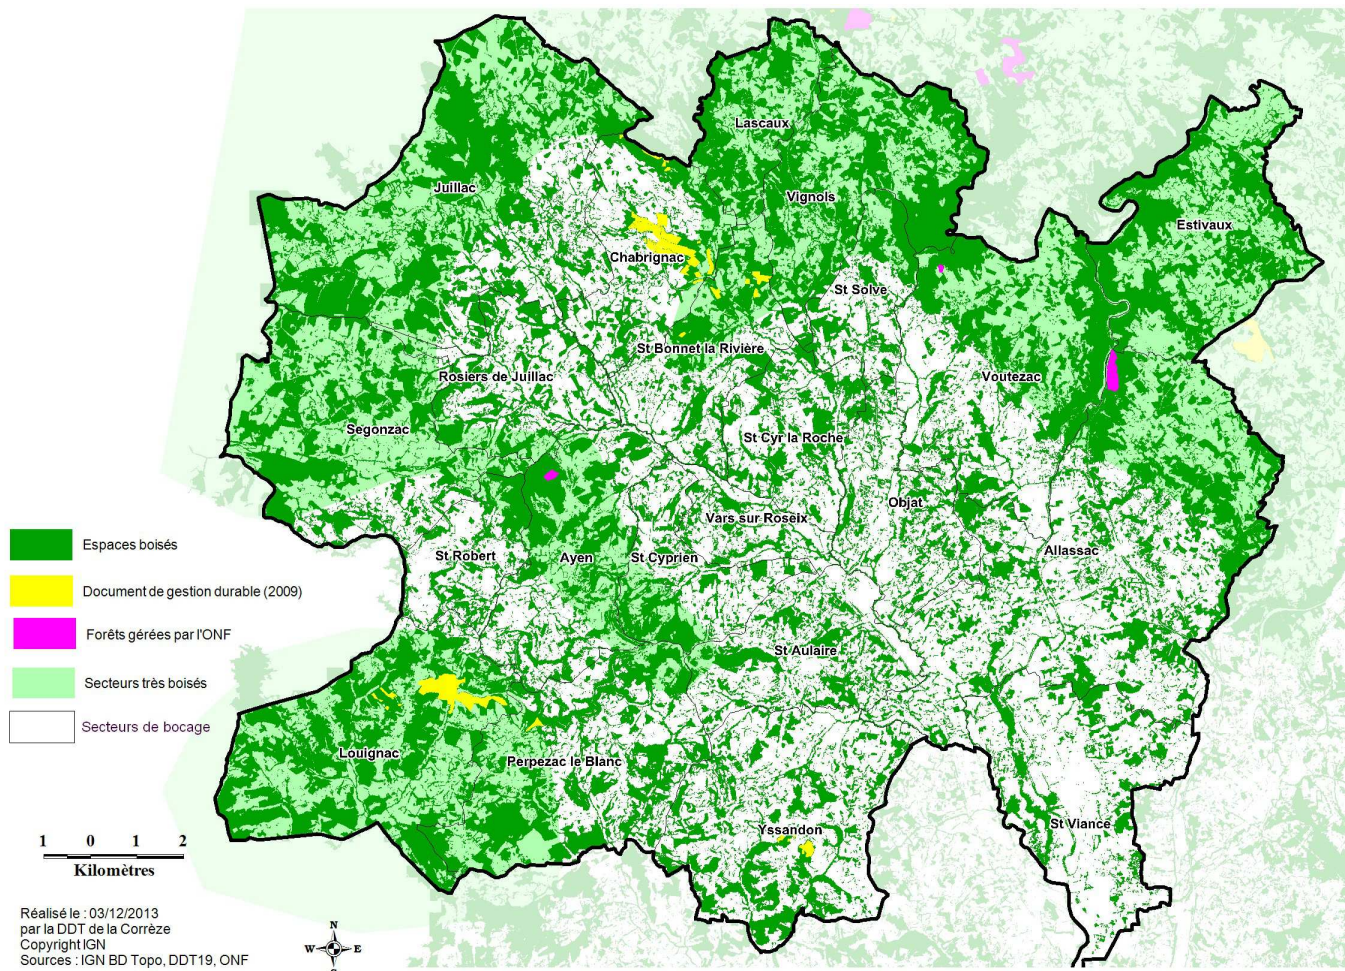 Lascaux
Juillac
Vignols
Estivaux
Chabrignac
St Solve
St Bonnet la Rivière
Rosiers de Juillac
Voutezac
Segonzac
St Cyr la Roche
Objat
Vars sur Roseix
Allassac
St Robert
Ayen
St Cyprien
St Aulaire
Louignac
Perpezac le Blanc
Yssandon
St Viance
Espaces boisés
Document de gestion durable (2009)
Forêts gérées par l'ONF
Secteurs très boisés
Secteurs de bocage
1 0 1 2
Kilomètres
Réalisé le : 03/12/2013
par la DDT de la Corrèze
Copyright IGN
Sources : IGN BD Topo, DDT19, ONF
N
W E